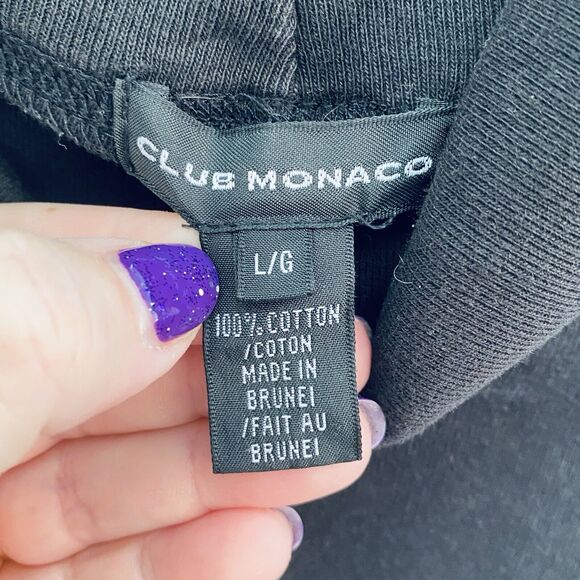 CLUB MONACO
L/G
100% COTTON
/COTON
MADE IN
BRUNEI
/FAIT AU
BRUNEI